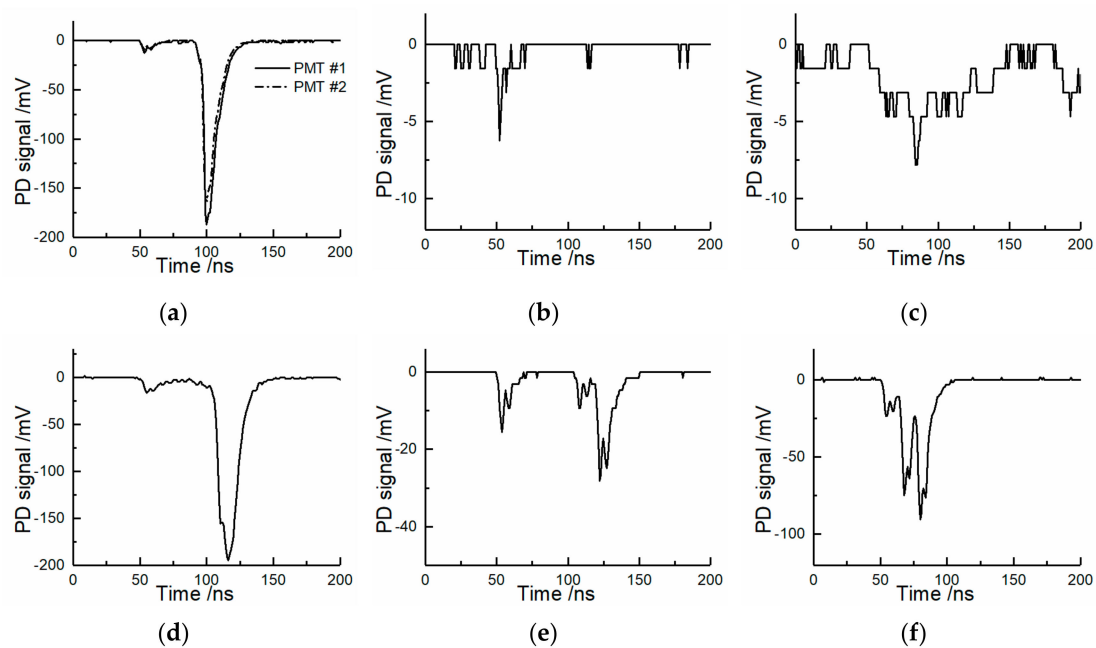 0
-50
-100
-150
-200
PD signal /mV
PMT #1
PMT #2
0 50 100 150 200
Time /ns
(a)
0
-5
-10
PD signal /mV
0 50 100 150 200
Time /ns
(b)
0
-5
-10
PD signal /mV
0 50 100 150 200
Time /ns
(c)
0
-50
-100
-150
-200
PD signal /mV
0 50 100 150 200
Time /ns
(d)
0
-20
-40
PD signal /mV
0 50 100 150 200
Time /ns
(e)
0
-50
-100
PD signal /mV
0 50 100 150 200
Time /ns
(f)